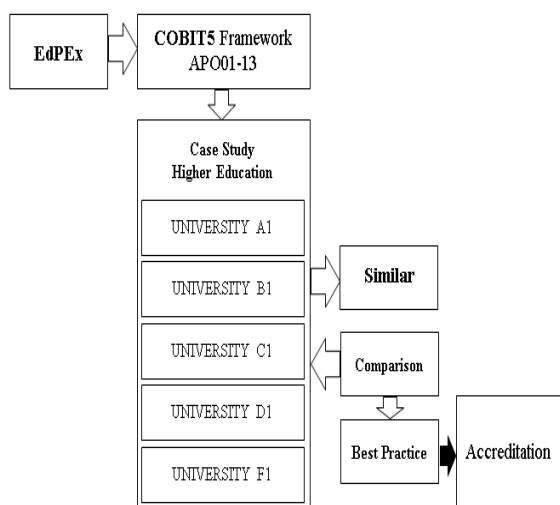 EdPEx
COBIT5 Framework
APO01-13
Case Study
Higher Education
UNIVERSITY A1
UNIVERSITY B1
UNIVERSITY C1
UNIVERSITY D1
UNIVERSITY F1
Similar
Comparison
Best Practice
Accreditation